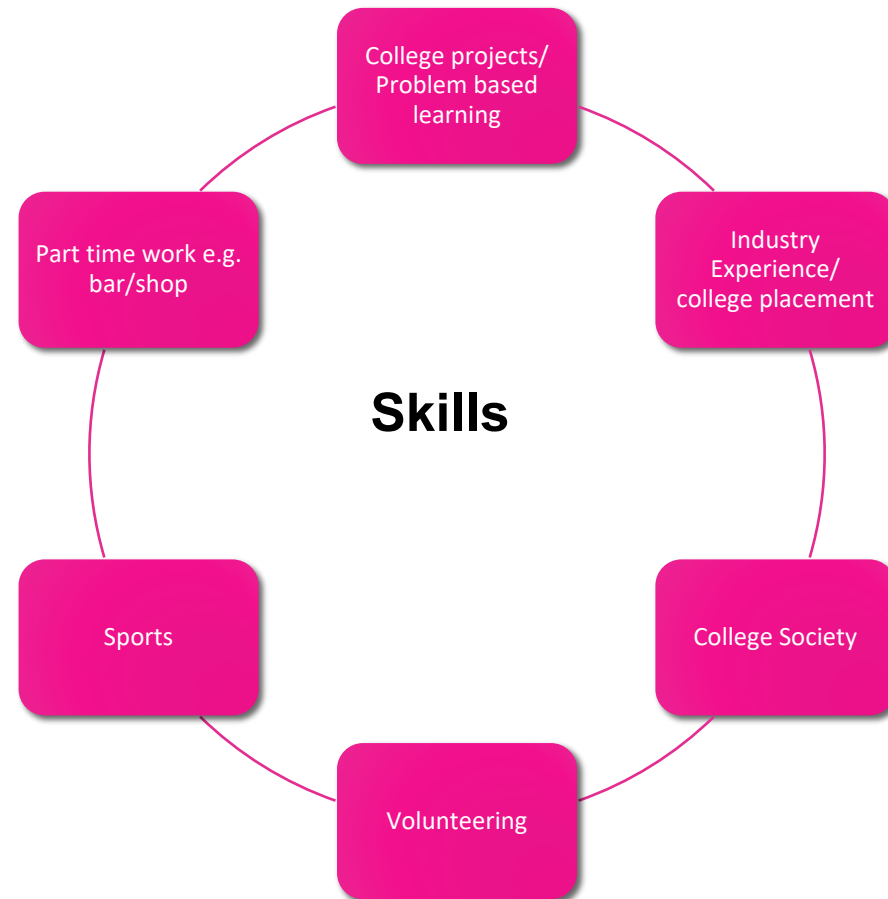 College projects/
Problem based
learning
Industry
Experience/
college placement
College Society
Volunteering
Sports
Part time work e.g.
bar/shop
Skills